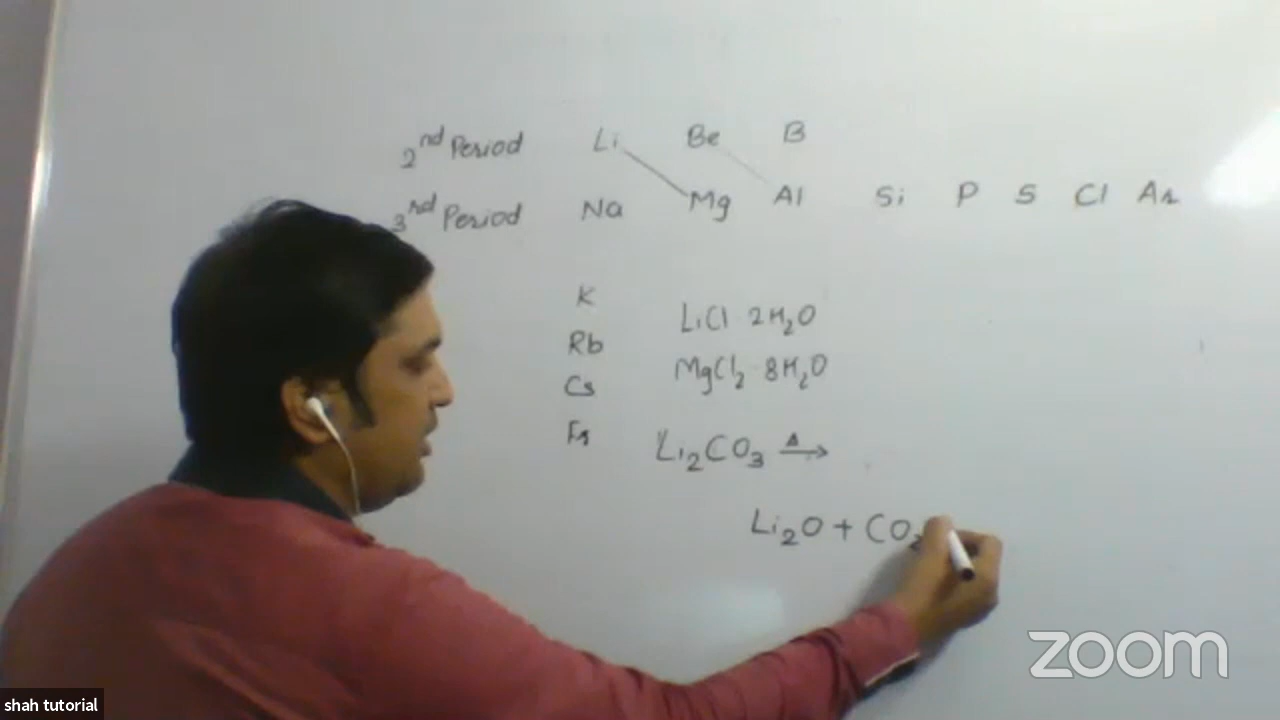 2nd Period Li Be B
3rd Period Na Mg Al Si P S Cl Ar
K
LiCl · 2H₂O
Rb
MgCl₂ · 8H₂O
Cs
Fr
Li₂CO₃ —Δ→
Li₂O + CO₂
zoom
shah tutorial